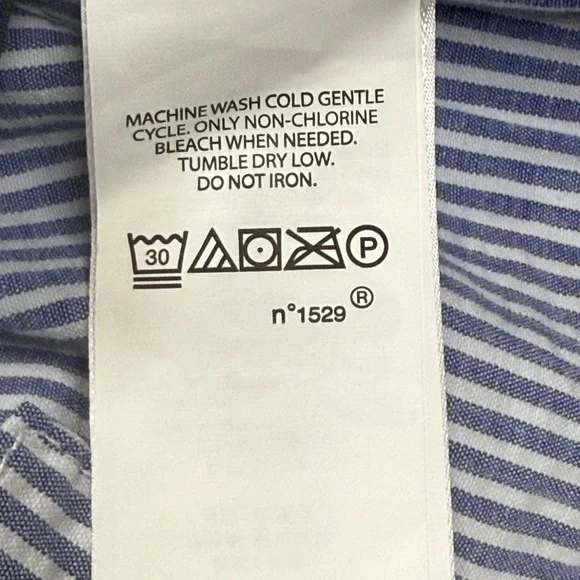 MACHINE WASH COLD GENTLE
CYCLE. ONLY NON-CHLORINE
BLEACH WHEN NEEDED.
TUMBLE DRY LOW.
DO NOT IRON.
30 P
n°1529®